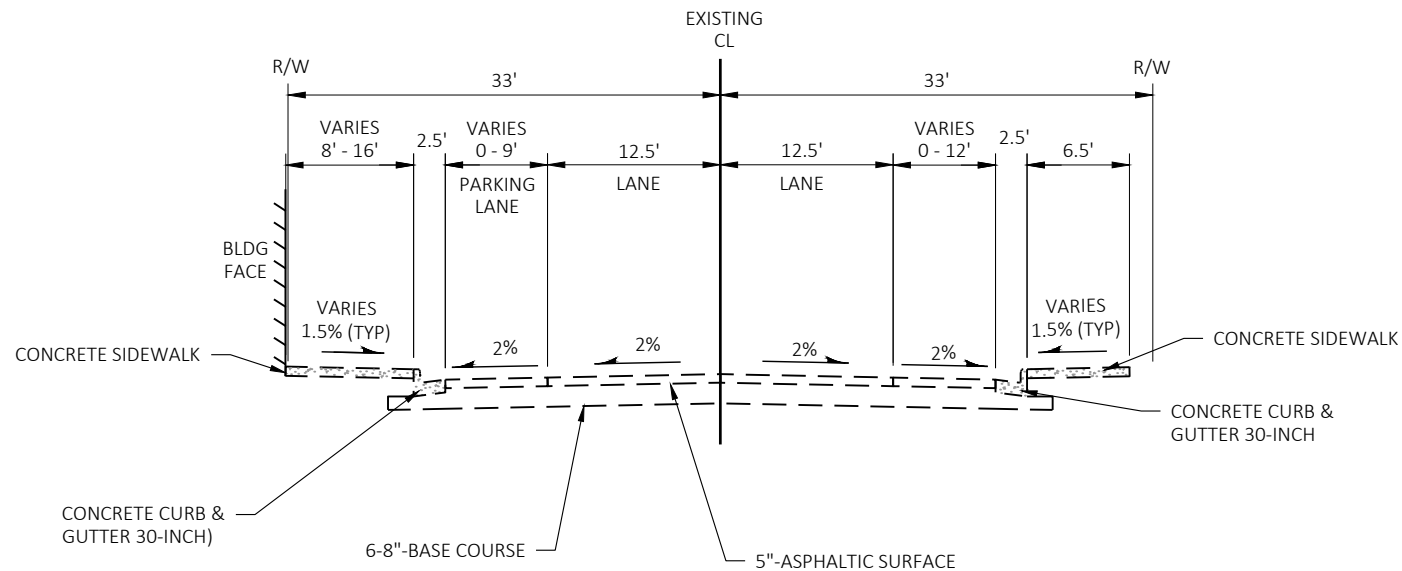 EXISTING
CL
R/W
R/W
33'
33'
VARIES
8' - 16'
2.5'
VARIES
0 - 9'
12.5'
12.5'
VARIES
0 - 12'
2.5'
6.5'
PARKING
LANE
LANE
LANE
BLDG
FACE
VARIES
1.5% (TYP)
VARIES
1.5% (TYP)
CONCRETE SIDEWALK
2%
2%
2%
2%
CONCRETE SIDEWALK
CONCRETE CURB &
GUTTER 30-INCH
CONCRETE CURB &
GUTTER 30-INCH)
6-8"-BASE COURSE
5"-ASPHALTIC SURFACE